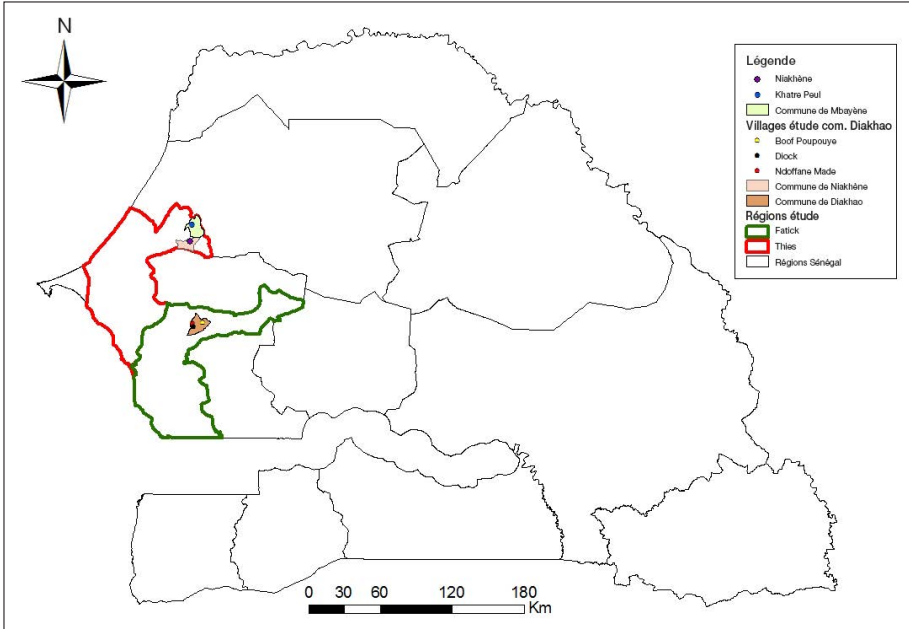 N
Légende
Niakhène
Khatre Peul
Commune de Mbayène
Villages étude com. Diakhao
Boof Poupouye
Diock
Ndoffane Made
Commune de Niakhène
Commune de Diakhao
Régions étude
Fatick
Thies
Régions Sénégal
0 30 60 120 180
Km